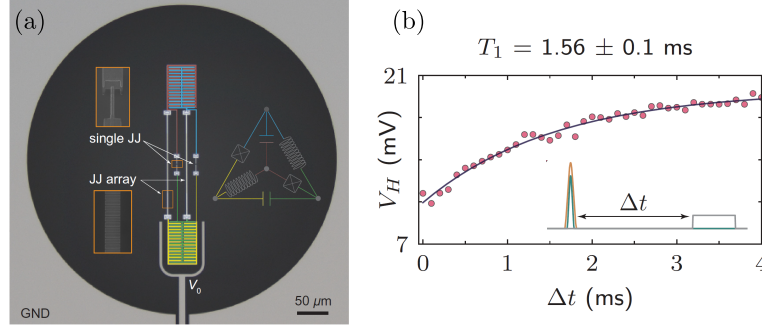 (a)
single JJ
JJ array
V0
GND
50 µm
(b)
T1 = 1.56 ± 0.1 ms
21
VH (mV)
7
Δt
0 1 2 3 4
Δt (ms)